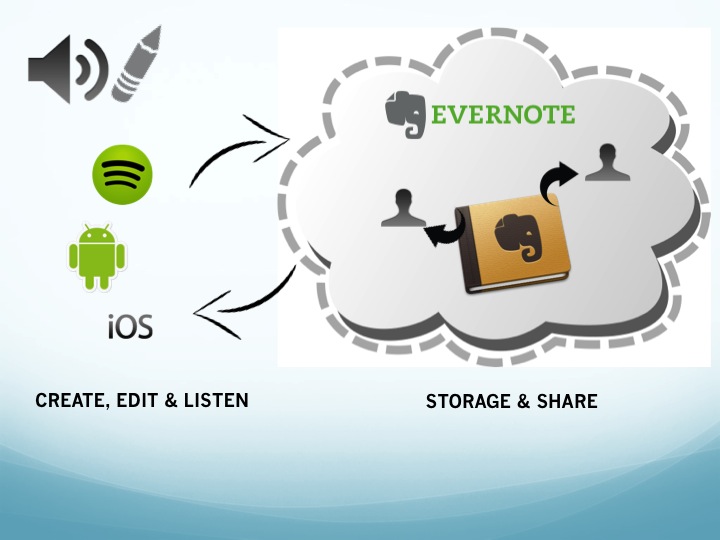 EVERNOTE
iOS
CREATE, EDIT & LISTEN
STORAGE & SHARE